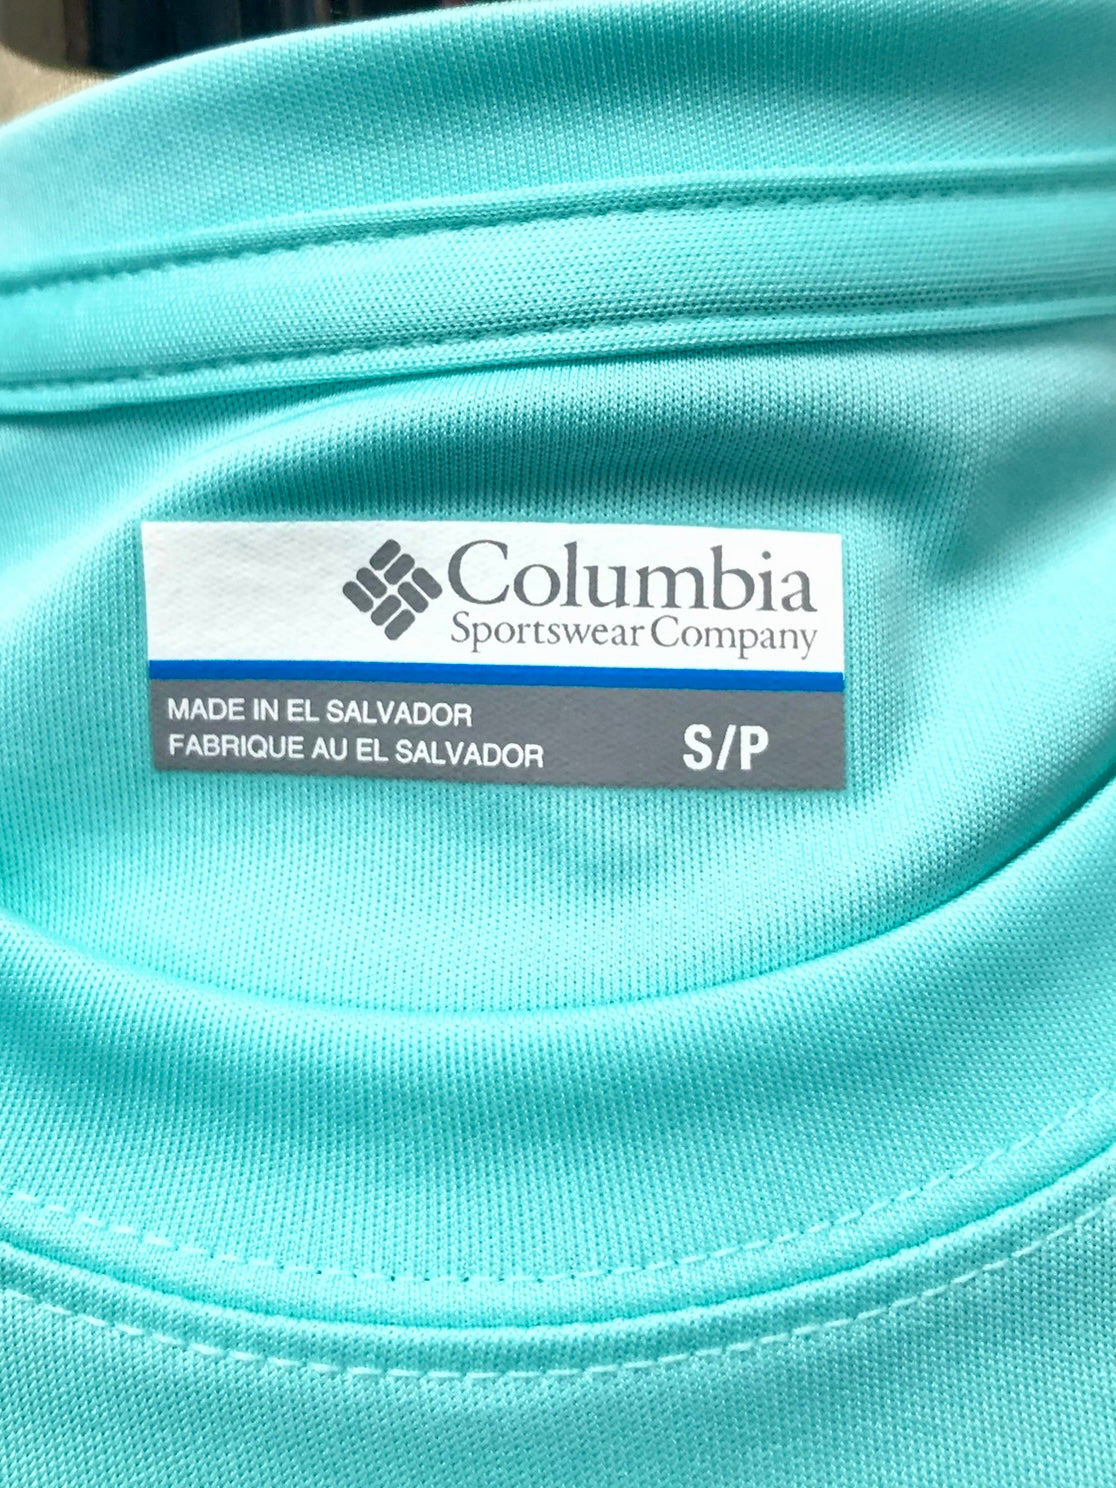 Columbia
Sportswear Company
MADE IN EL SALVADOR
FABRIQUE AU EL SALVADOR
S/P